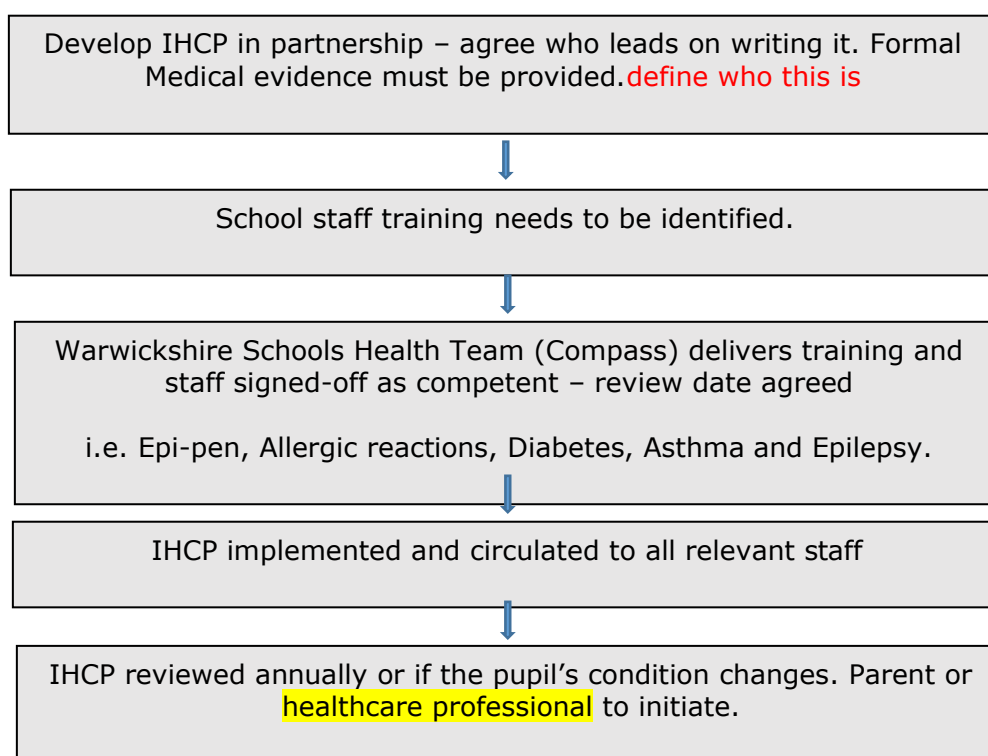 Develop IHCP in partnership – agree who leads on writing it. Formal
Medical evidence must be provided.define who this is
School staff training needs to be identified.
Warwickshire Schools Health Team (Compass) delivers training and
staff signed-off as competent – review date agreed
i.e. Epi-pen, Allergic reactions, Diabetes, Asthma and Epilepsy.
IHCP implemented and circulated to all relevant staff
IHCP reviewed annually or if the pupil’s condition changes. Parent or
healthcare professional to initiate.